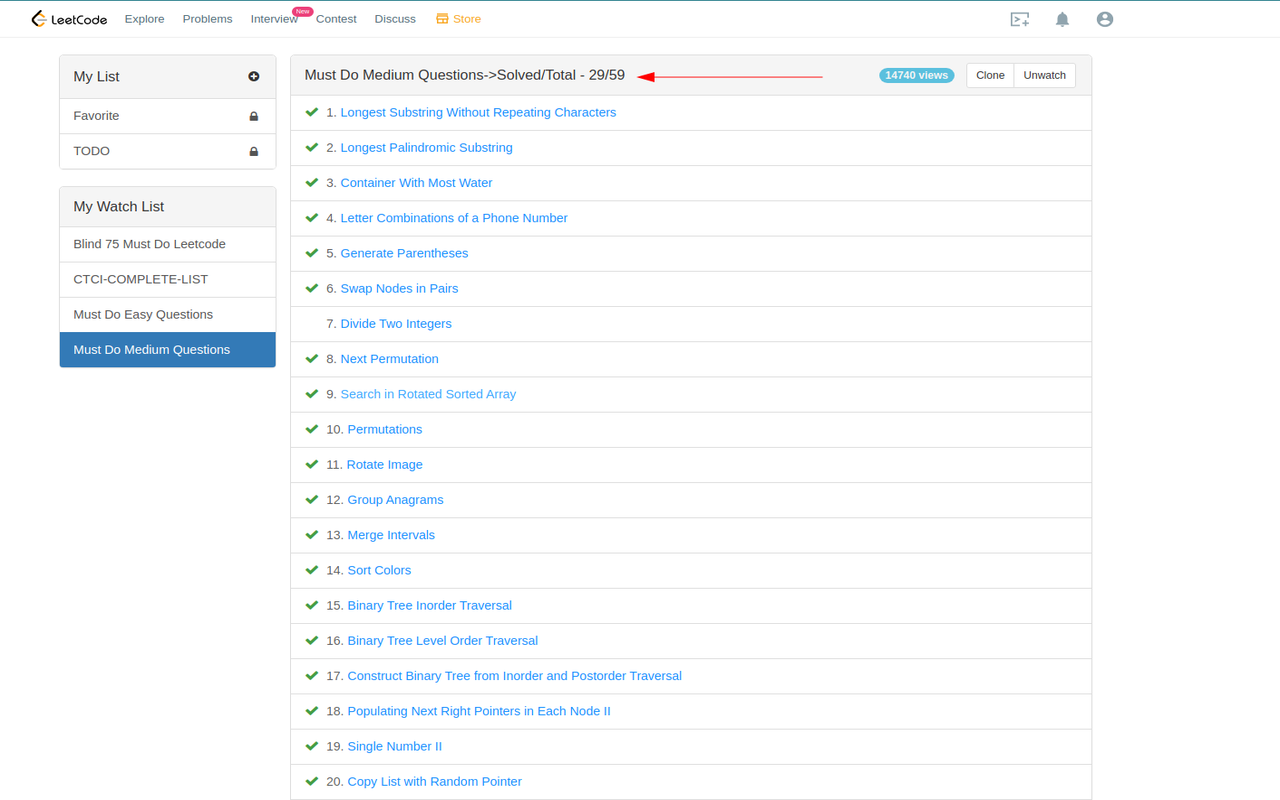 LeetCode Explore Problems Interview New Contest Discuss Store
My List
Favorite
TODO
My Watch List
Blind 75 Must Do Leetcode
CTCI-COMPLETE-LIST
Must Do Easy Questions
Must Do Medium Questions
Must Do Medium Questions->Solved/Total - 29/59 14740 views Clone Unwatch
1. Longest Substring Without Repeating Characters
2. Longest Palindromic Substring
3. Container With Most Water
4. Letter Combinations of a Phone Number
5. Generate Parentheses
6. Swap Nodes in Pairs
7. Divide Two Integers
8. Next Permutation
9. Search in Rotated Sorted Array
10. Permutations
11. Rotate Image
12. Group Anagrams
13. Merge Intervals
14. Sort Colors
15. Binary Tree Inorder Traversal
16. Binary Tree Level Order Traversal
17. Construct Binary Tree from Inorder and Postorder Traversal
18. Populating Next Right Pointers in Each Node II
19. Single Number II
20. Copy List with Random Pointer